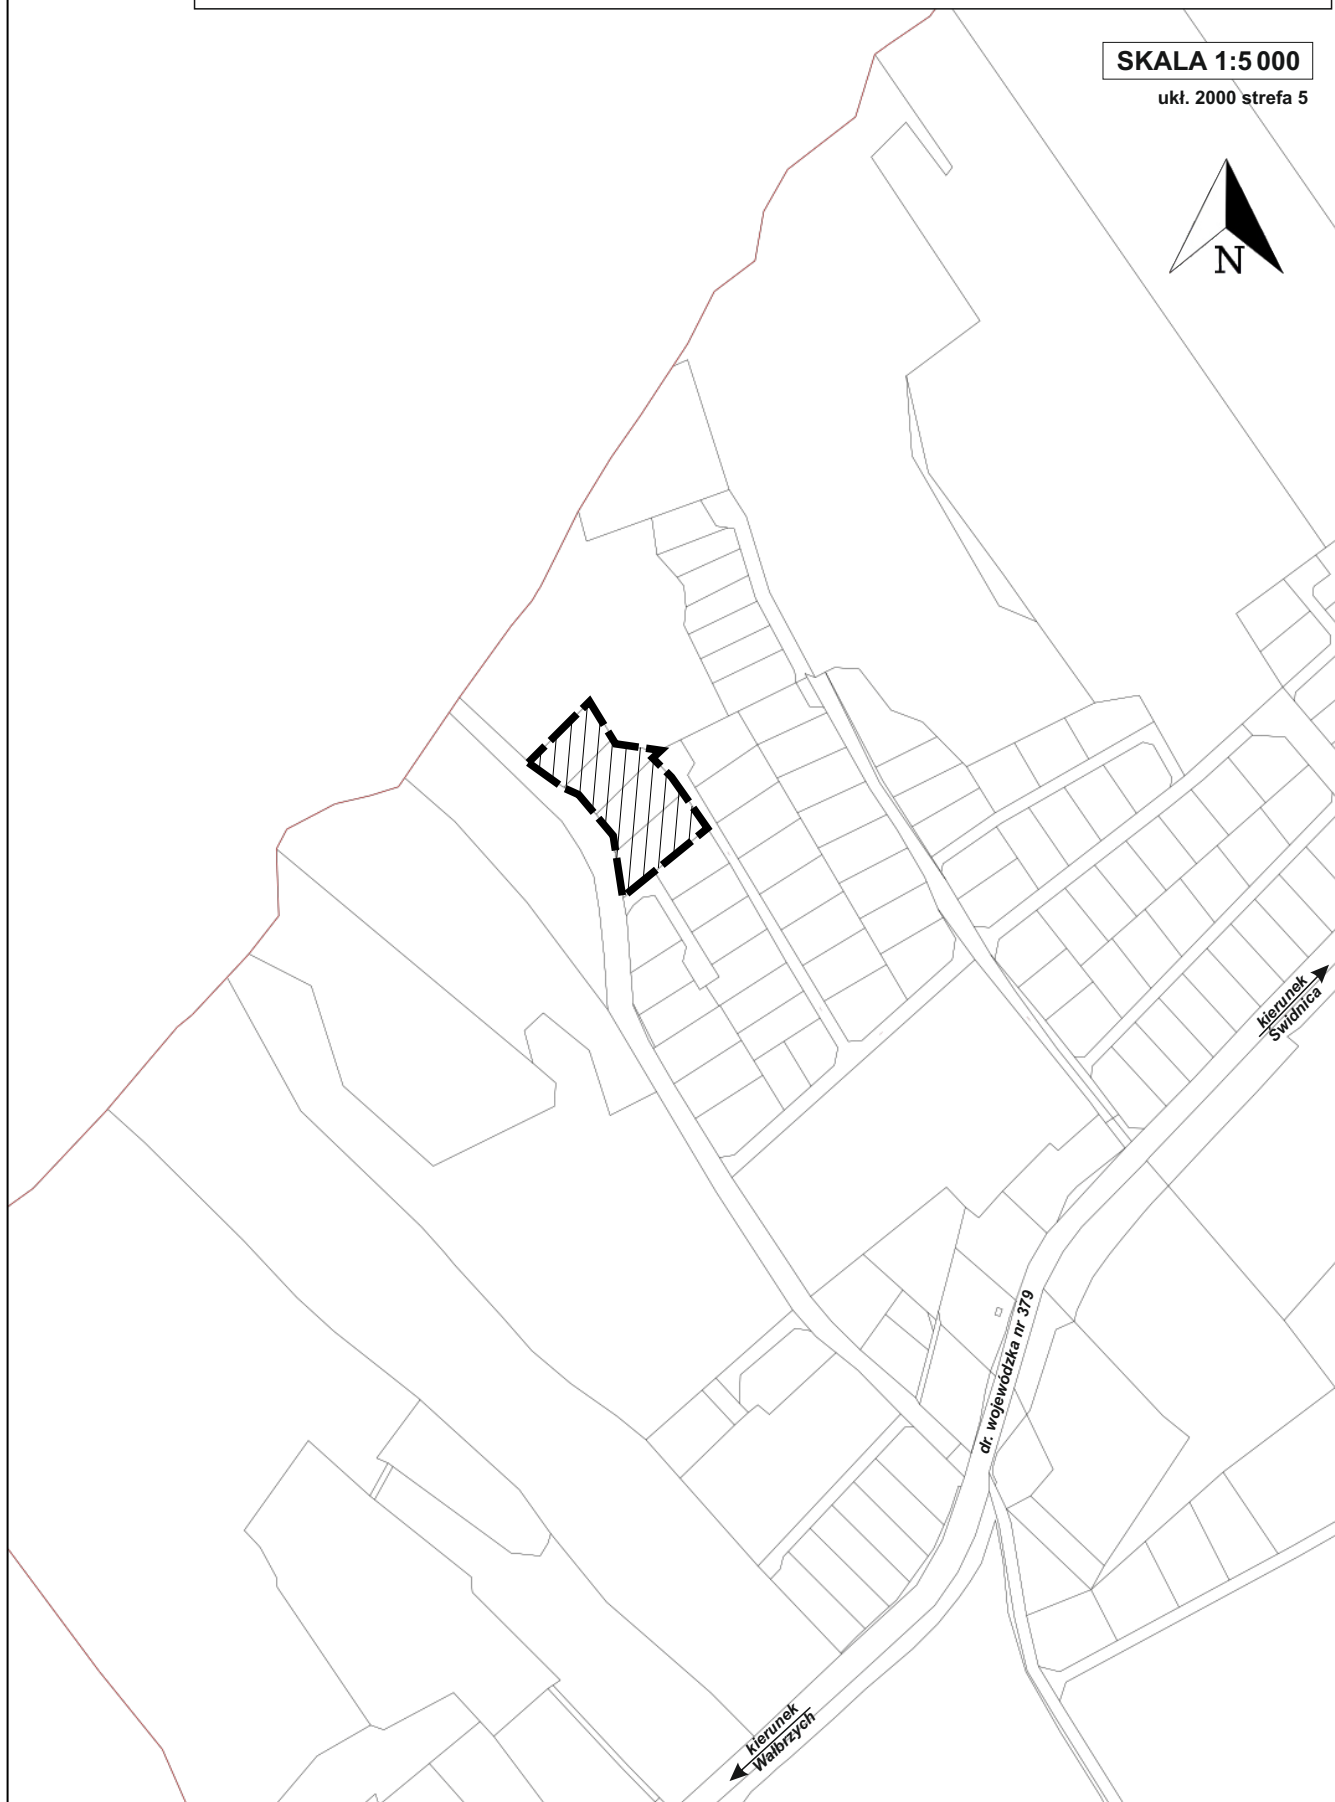 SKALA 1:5 000
ukł. 2000 strefa 5
N
kierunek
Świdnica
dr. wojewódzka nr 379
kierunek
Wałbrzych